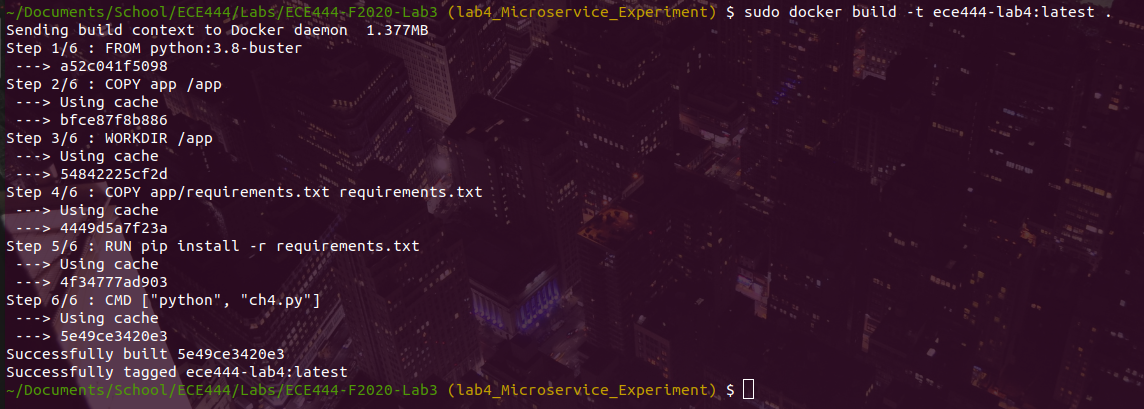 ~/Documents/School/ECE444/Labs/ECE444-F2020-Lab3 (lab4_Microservice_Experiment) $ sudo docker build -t ece444-lab4:latest .
Sending build context to Docker daemon  1.377MB
Step 1/6 : FROM python:3.8-buster
 ---> a52c041f5098
Step 2/6 : COPY app /app
 ---> Using cache
 ---> bfce87f8b886
Step 3/6 : WORKDIR /app
 ---> Using cache
 ---> 54842225cf2d
Step 4/6 : COPY app/requirements.txt requirements.txt
 ---> Using cache
 ---> 4449d5a7f23a
Step 5/6 : RUN pip install -r requirements.txt
 ---> Using cache
 ---> 4f34777ad903
Step 6/6 : CMD ["python", "ch4.py"]
 ---> Using cache
 ---> 5e49ce3420e3
Successfully built 5e49ce3420e3
Successfully tagged ece444-lab4:latest
~/Documents/School/ECE444/Labs/ECE444-F2020-Lab3 (lab4_Microservice_Experiment) $